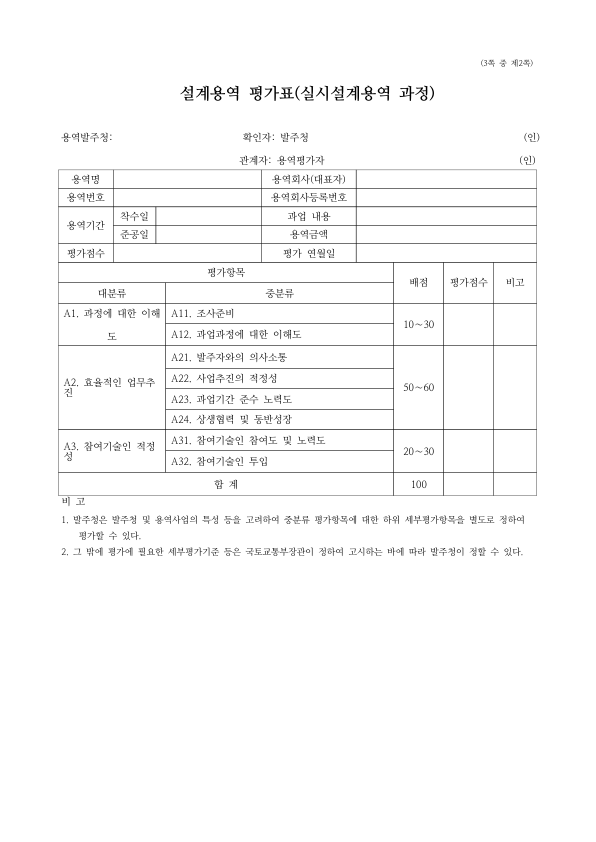 (3쪽 중 제2쪽)
설계용역 평가표(실시설계용역 과정)
용역발주청: 확인자: 발주청 (인)
관계자: 용역평가자 (인)
용역명 용역회사(대표자)
용역번호 용역회사등록번호
용역기간 착수일 과업 내용
준공일 용역금액
평가점수 평가 연월일
평가항목 배점 평가점수 비고
대분류 중분류
A1. 과정에 대한 이해
도
A11. 조사준비
A12. 과업과정에 대한 이해도
10~30
A2. 효율적인 업무추
진
A21. 발주자와의 의사소통
A22. 사업추진의 적정성
A23. 과업기간 준수 노력도
A24. 상생협력 및 동반성장
50~60
A3. 참여기술인 적정
성
A31. 참여기술인 참여도 및 노력도
A32. 참여기술인 투입
20~30
합 계 100
비 고
1. 발주청은 발주청 및 용역사업의 특성 등을 고려하여 중분류 평가항목에 대한 하위 세부평가항목을 별도로 정하여
평가할 수 있다.
2. 그 밖에 평가에 필요한 세부평가기준 등은 국토교통부장관이 정하여 고시하는 바에 따라 발주청이 정할 수 있다.